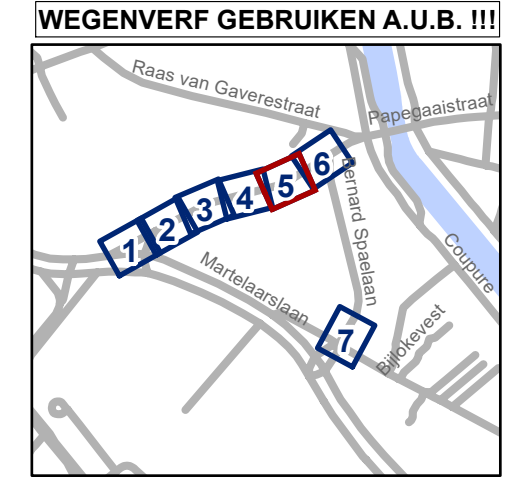 WEGENVERF GEBRUIKEN A.U.B. !!!
Raas van Gaverestraat
Papegaaistraat
1
2
3
4
5
6
Bernard Spaelaan
Coupure
Martelaarslaan
7
Bijlokevest